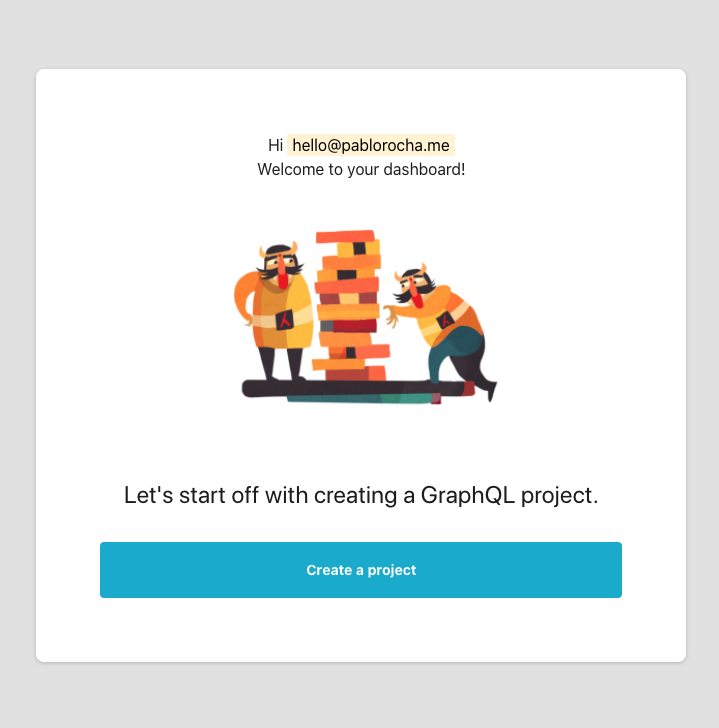 Hi hello@pablorocha.me
Welcome to your dashboard!
Let's start off with creating a GraphQL project.
Create a project